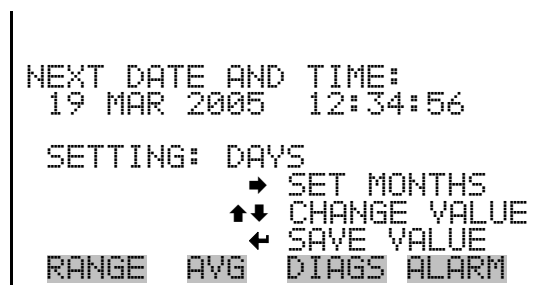 NEXT DATE AND TIME:
19 MAR 2005 12:34:56
SETTING: DAYS
➡ SET MONTHS
⬆⬇ CHANGE VALUE
↵ SAVE VALUE
RANGE AVG DIAGS ALARM